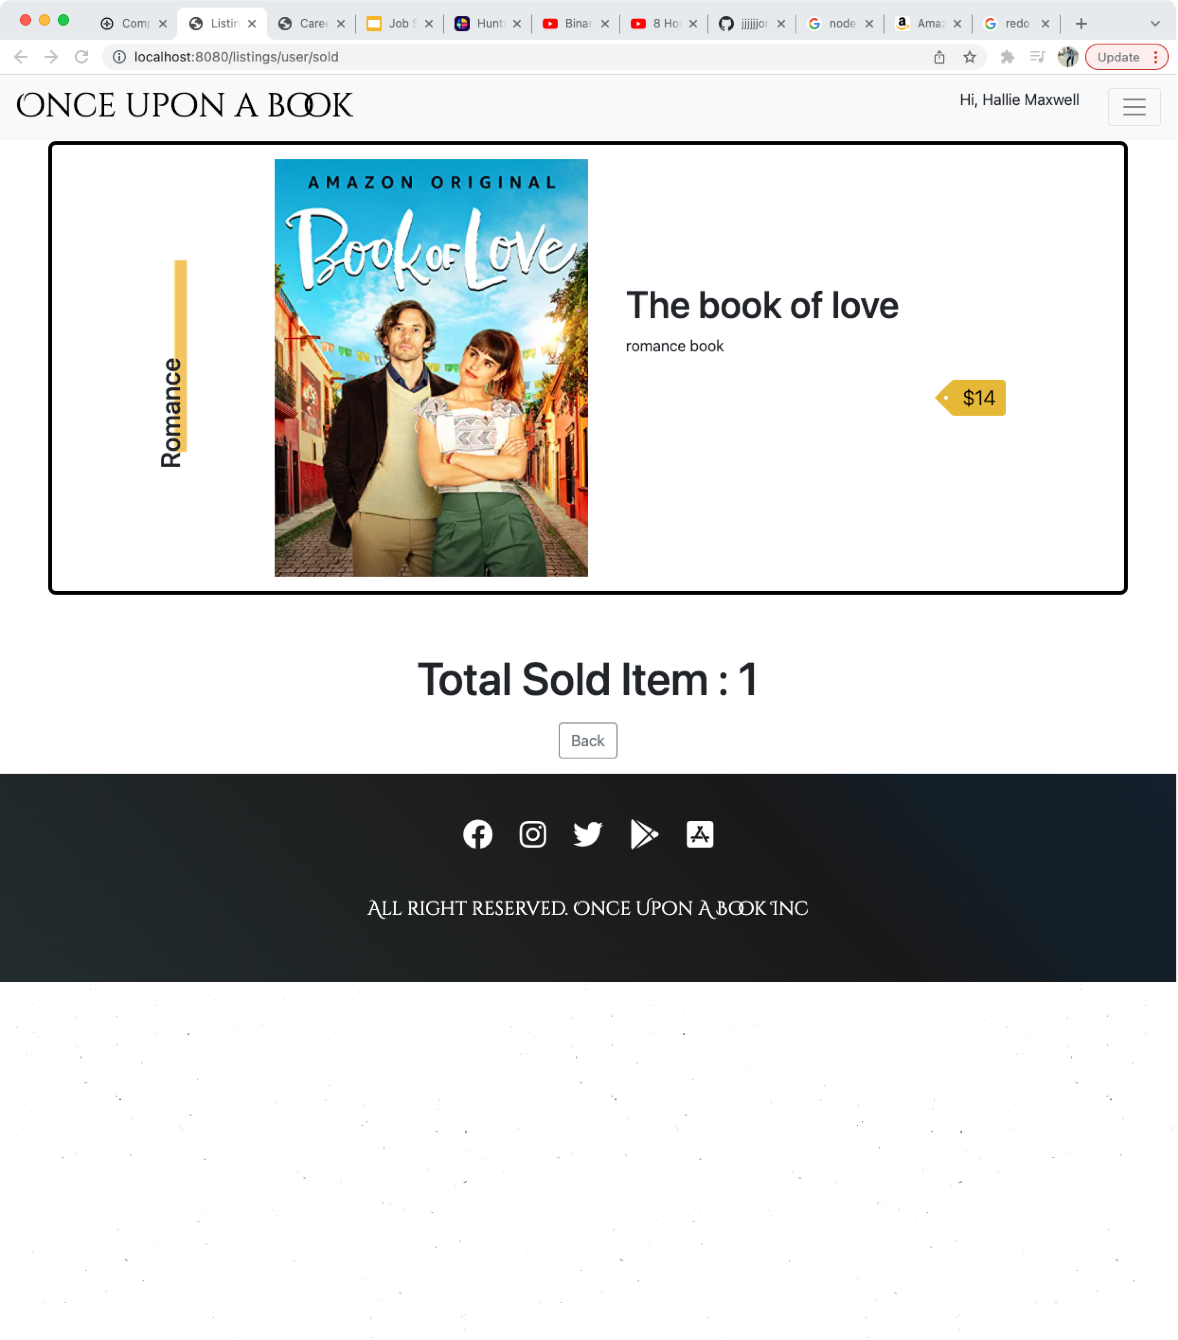 Comp
Listin
Caree
Job S
Hunt
Binar
8 Ho
jjjjjjor
node
Ama
redo
localhost:8080/listings/user/sold
Update
ONCE UPON A BOOK
Hi, Hallie Maxwell
Romance
AMAZON ORIGINAL
Book of Love
The book of love
romance book
$14
Total Sold Item : 1
Back
ALL RIGHT RESERVED. ONCE UPON A BOOK INC